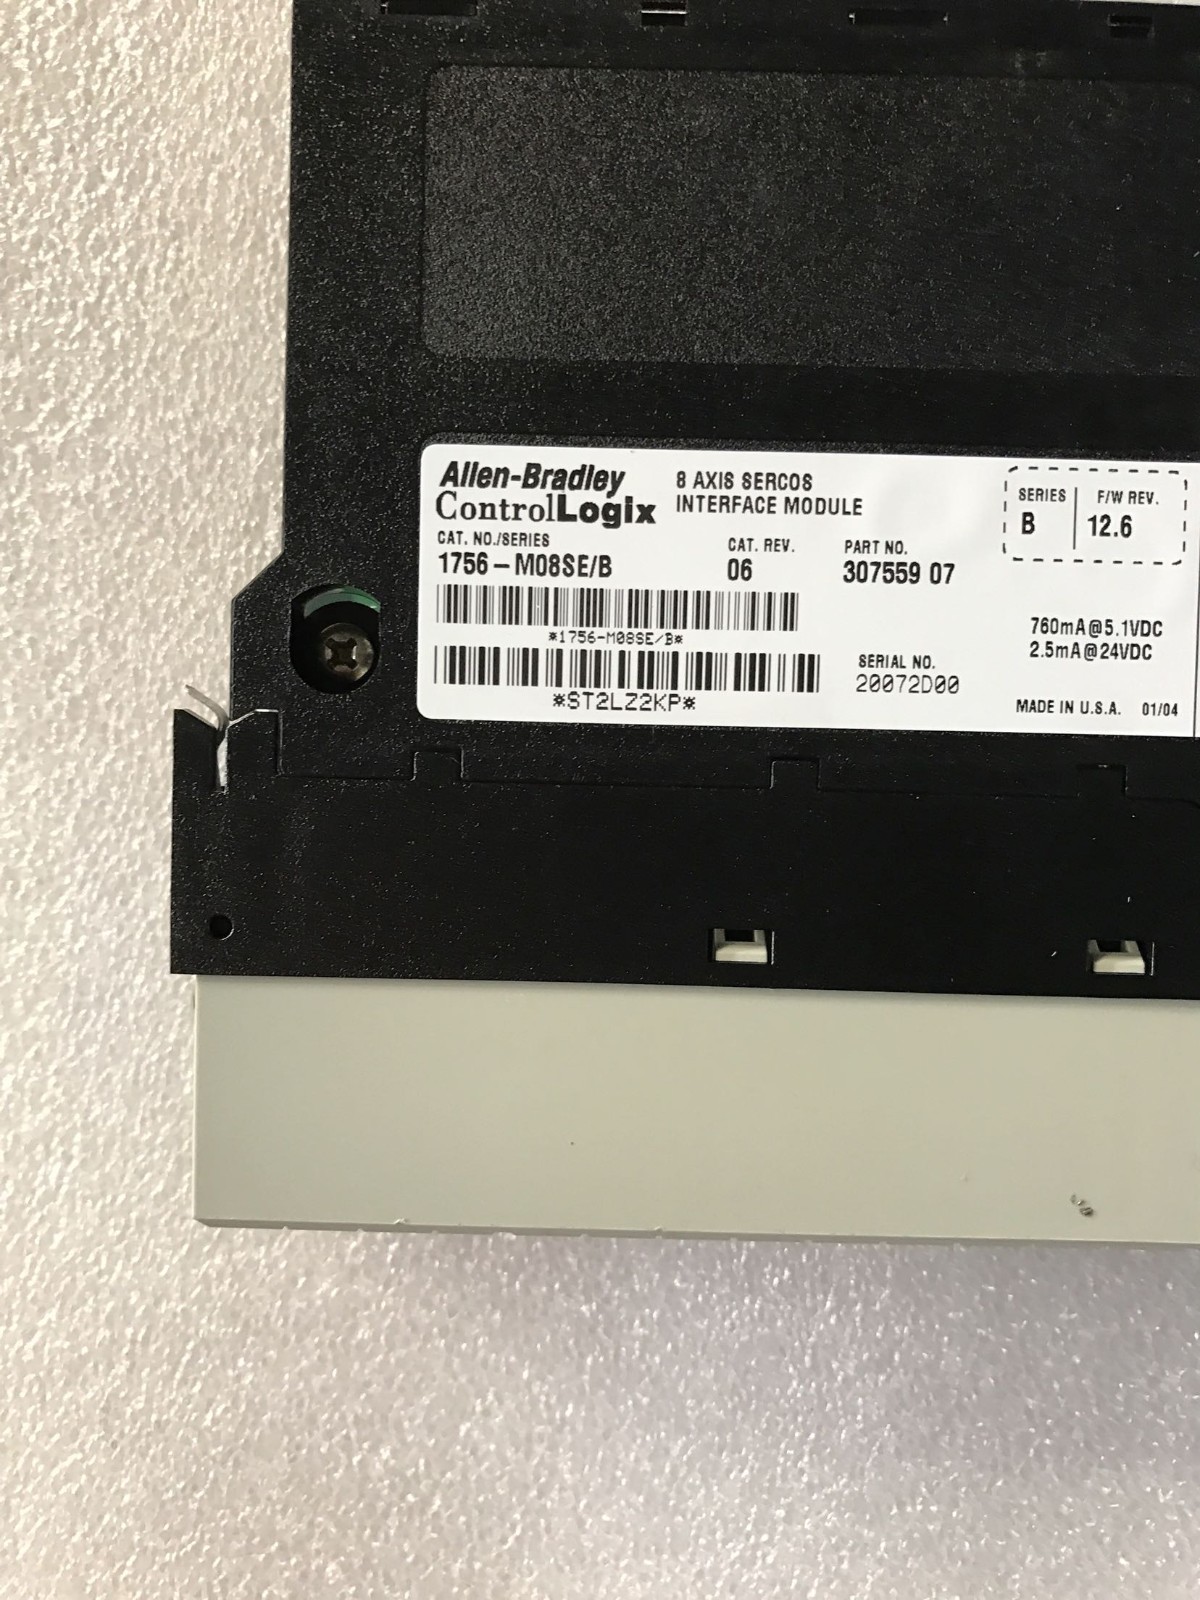 Allen-Bradley
ControlLogix
8 AXIS SERCOS
INTERFACE MODULE
SERIES
B
F/W REV.
12.6
CAT. NO./SERIES
1756-M08SE/B
CAT. REV.
06
PART NO.
307559 07
*1756-M08SE/B*
760mA@5.1VDC
2.5mA@24VDC
SERIAL NO.
20072D00
*ST2LZ2KP*
MADE IN U.S.A. 01/04